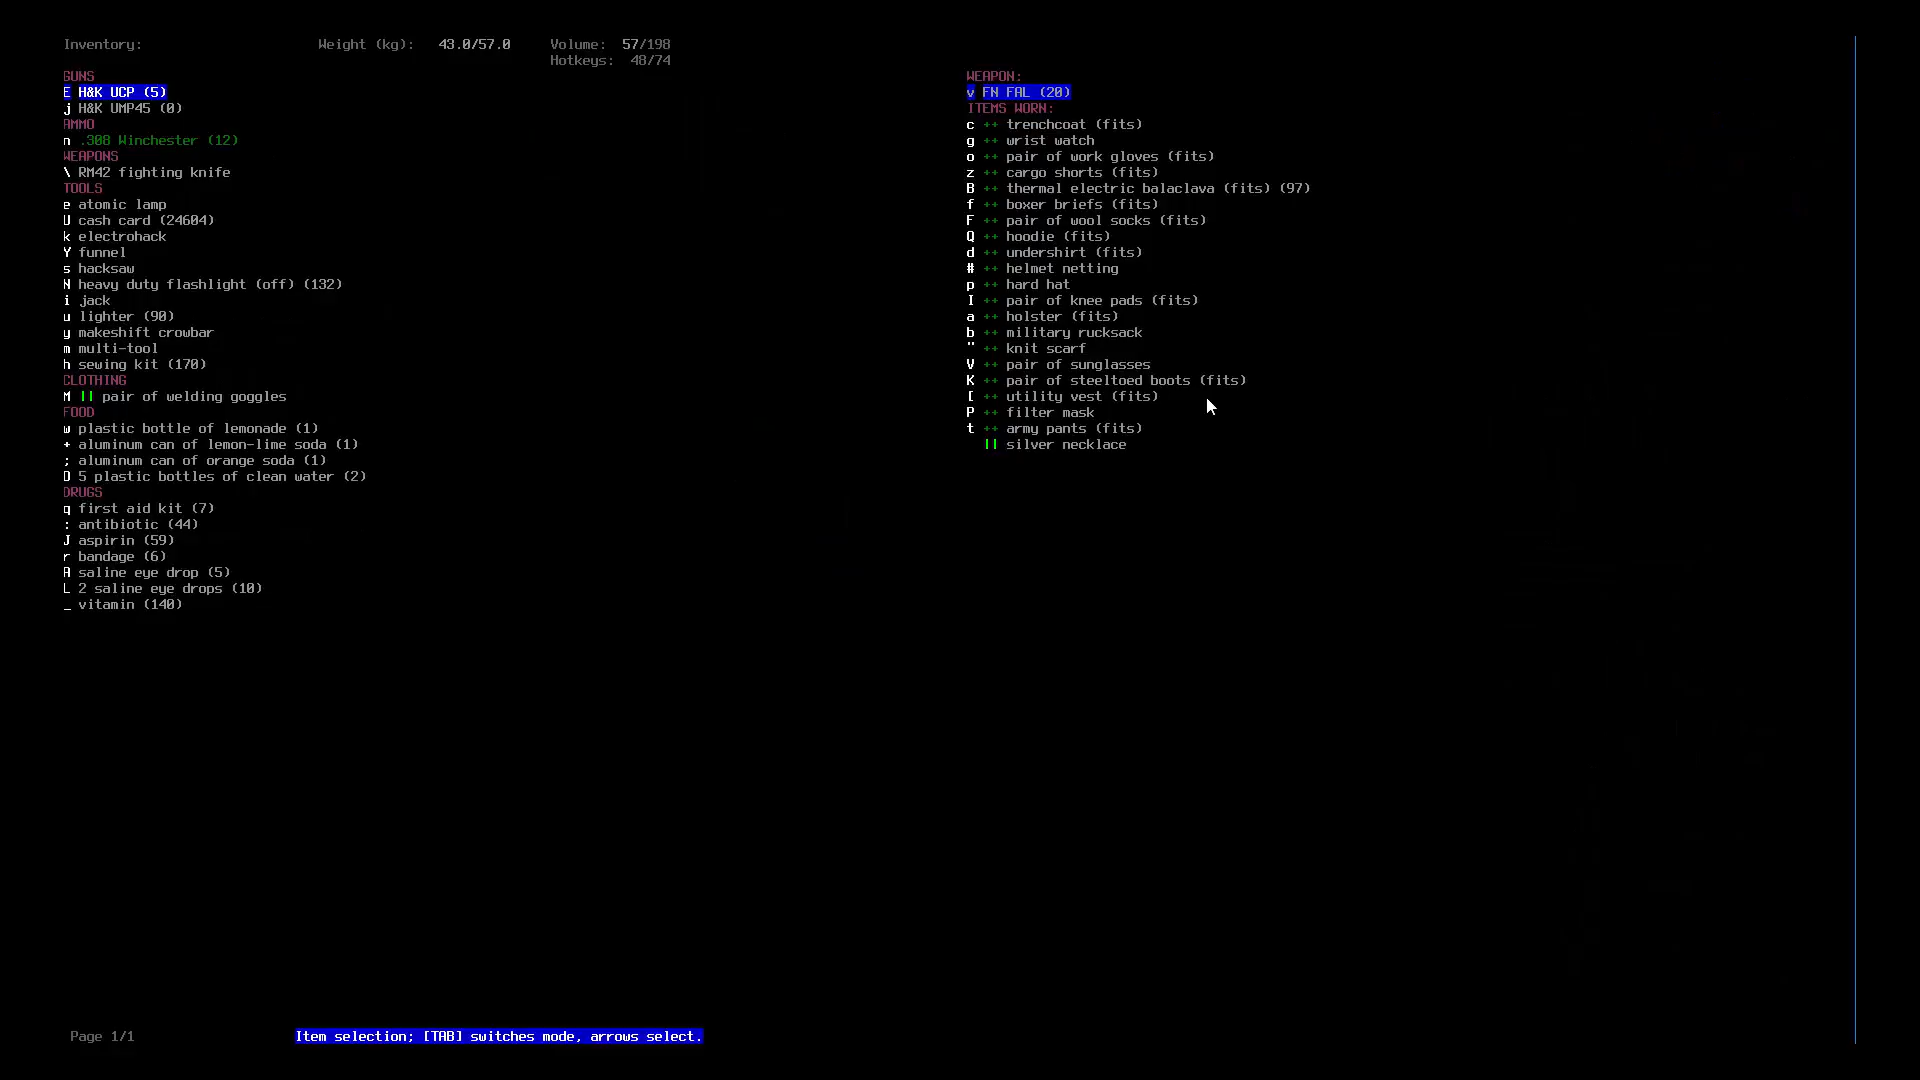 Inventory: Weight (kg): 43.0/57.0 Volume: 57/198
Hotkeys: 48/74
GUNS
E H&K UCP (5)
j H&K UMP45 (0)
AMMO
n .308 Winchester (12)
WEAPONS
\ RM42 fighting knife
TOOLS
e atomic lamp
U cash card (24604)
k electrohack
Y funnel
s hacksaw
N heavy duty flashlight (off) (132)
i jack
u lighter (90)
y makeshift crowbar
m multi-tool
h sewing kit (170)
CLOTHING
M || pair of welding goggles
FOOD
w plastic bottle of lemonade (1)
+ aluminum can of lemon-lime soda (1)
; aluminum can of orange soda (1)
D 5 plastic bottles of clean water (2)
DRUGS
q first aid kit (7)
: antibiotic (44)
J aspirin (59)
r bandage (6)
A saline eye drop (5)
L 2 saline eye drops (10)
_ vitamin (140)
WEAPON:
v FN FAL (20)
ITEMS WORN:
c ++ trenchcoat (fits)
g ++ wrist watch
o ++ pair of work gloves (fits)
z ++ cargo shorts (fits)
B ++ thermal electric balaclava (fits) (97)
f ++ boxer briefs (fits)
F ++ pair of wool socks (fits)
Q ++ hoodie (fits)
d ++ undershirt (fits)
# ++ helmet netting
p ++ hard hat
I ++ pair of knee pads (fits)
a ++ holster (fits)
b ++ military rucksack
" ++ knit scarf
V ++ pair of sunglasses
K ++ pair of steeltoed boots (fits)
[ ++ utility vest (fits)
P ++ filter mask
t ++ army pants (fits)
|| silver necklace
Page 1/1 Item selection; [TAB] switches mode, arrows select.